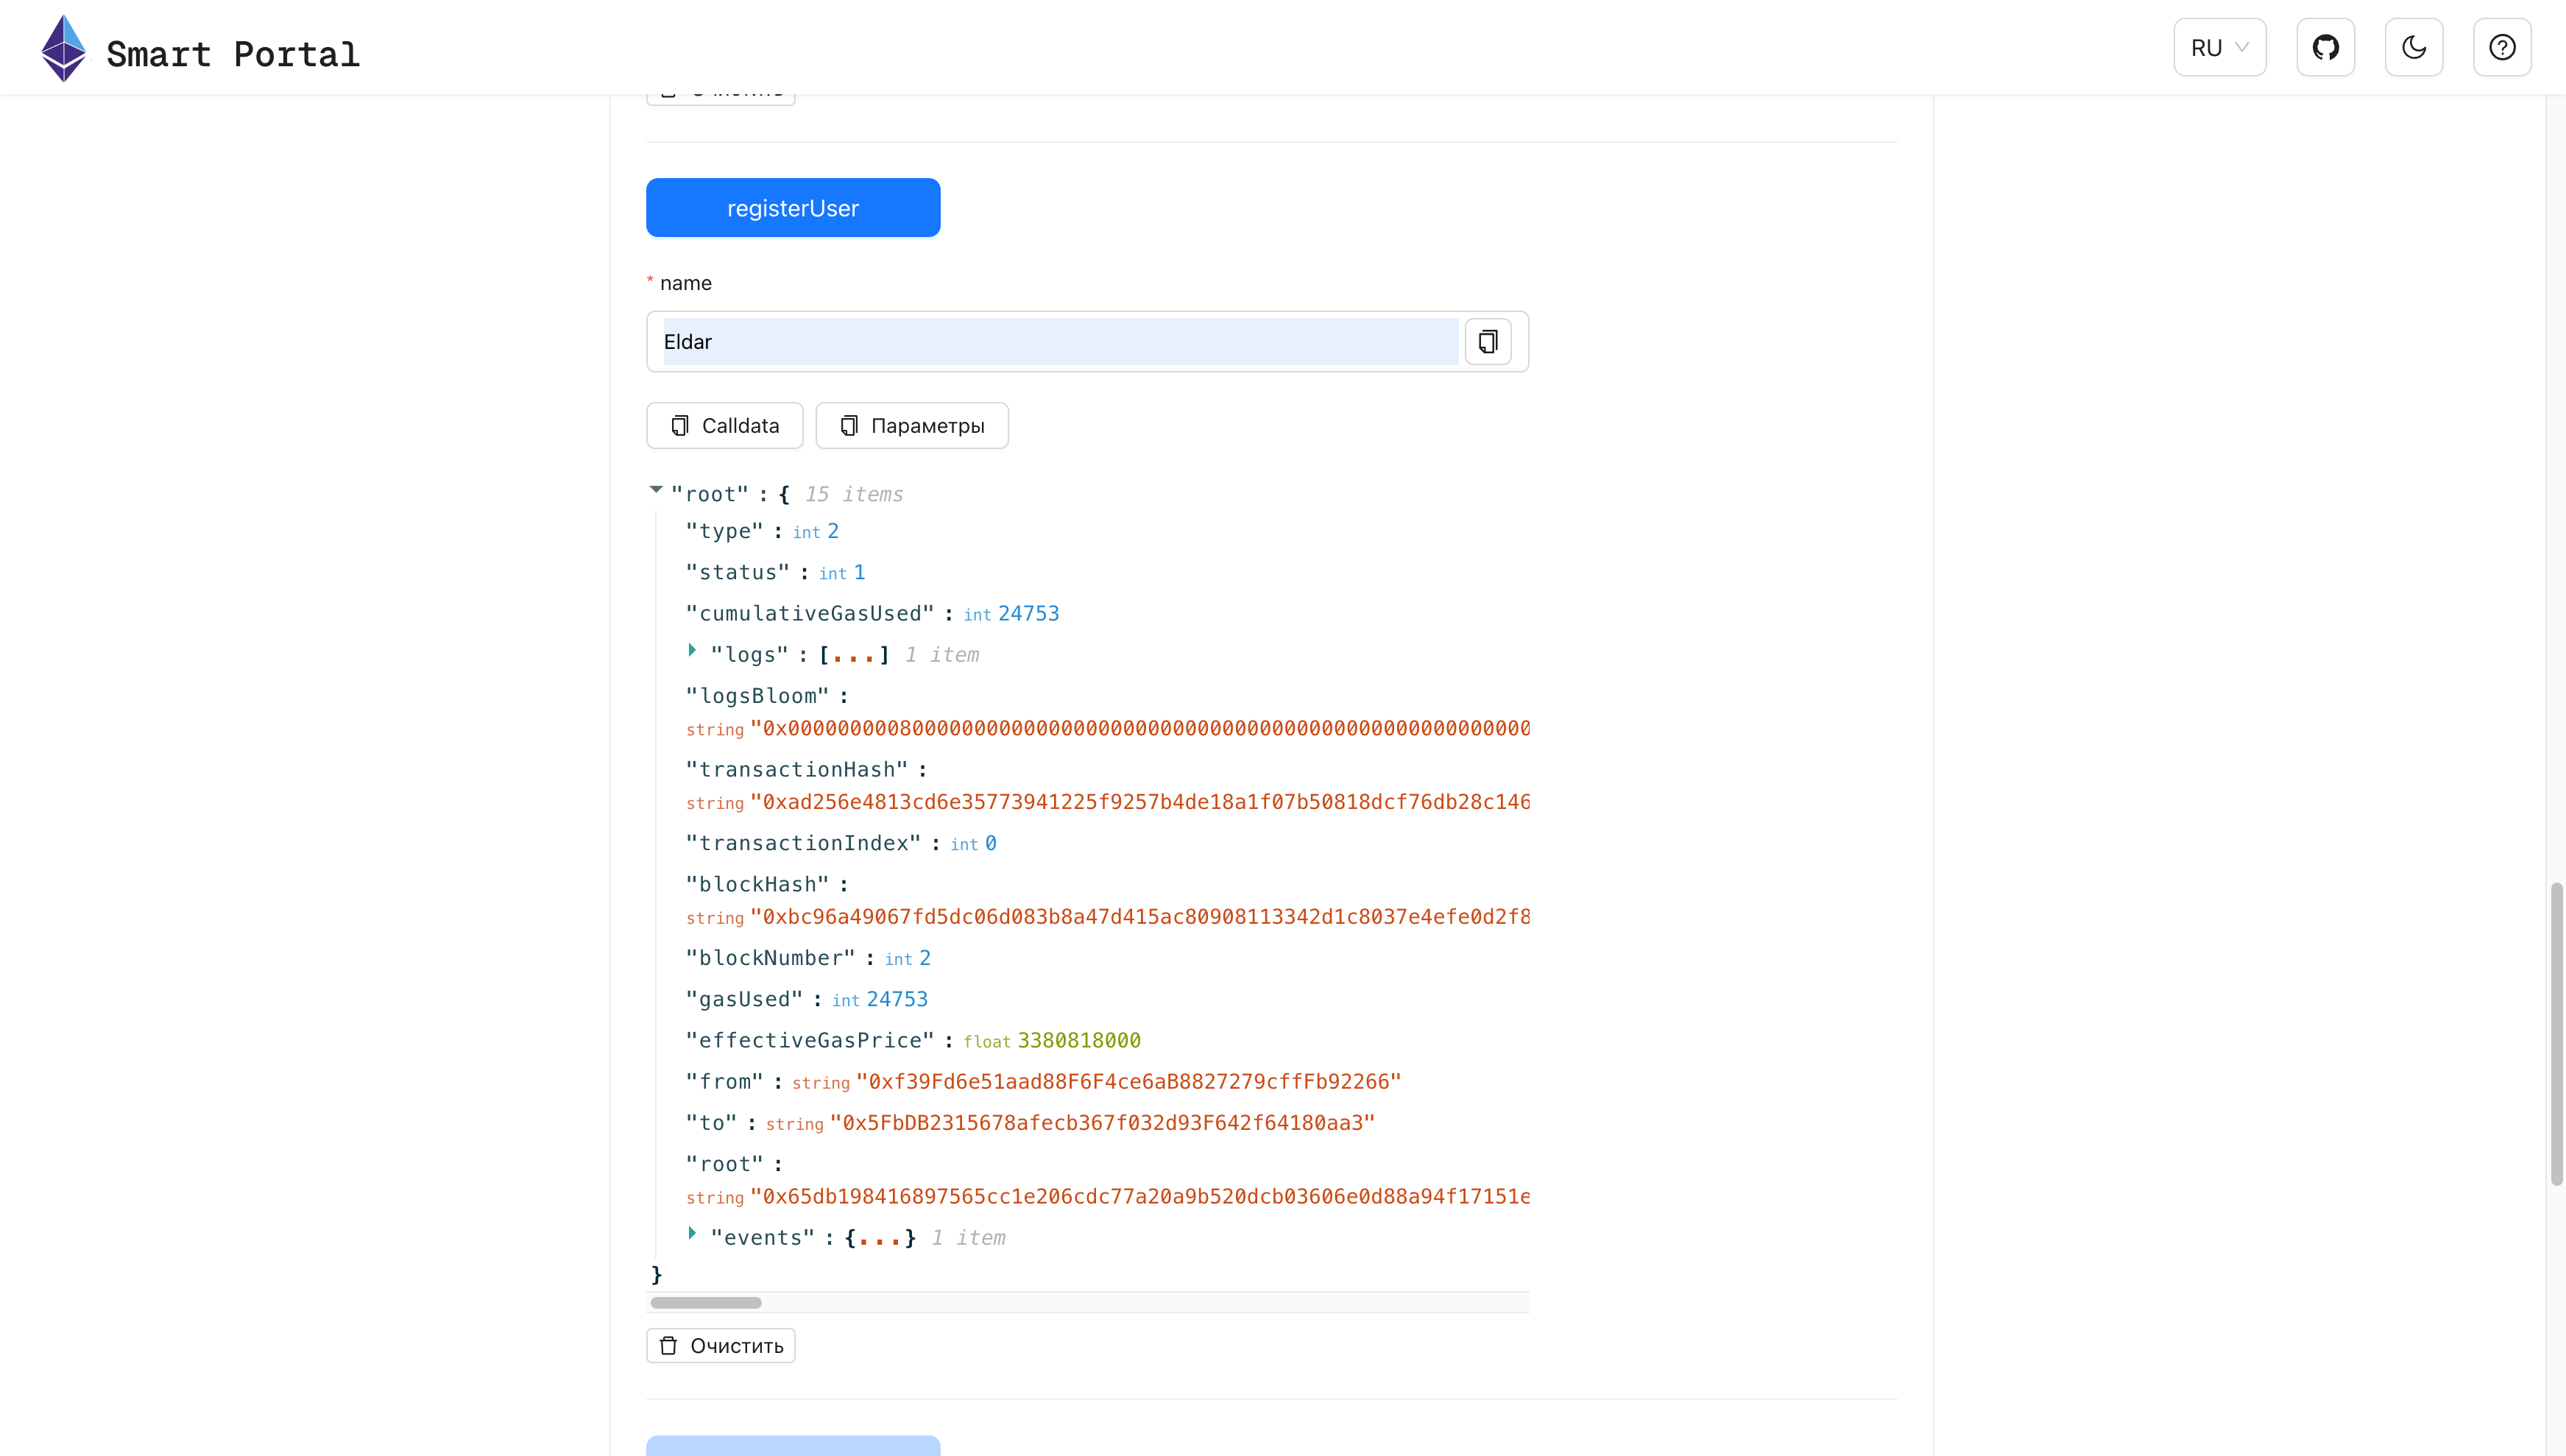 Smart Portal
RU
registerUser
* name
Eldar
Calldata
Параметры
"root" : { 15 items
"type" : int 2
"status" : int 1
"cumulativeGasUsed" : int 24753
"logs" : [...] 1 item
"logsBloom" :
"transactionHash" :
string "0xad256e4813cd6e35773941225f9257b4de18a1f07b50818dcf76db28c146
"transactionIndex" : int 0
"blockHash" :
string "0xbc96a49067fd5dc06d083b8a47d415ac80908113342d1c8037e4efe0d2f8
"blockNumber" : int 2
"gasUsed" : int 24753
"effectiveGasPrice" : float 3380818000
"from" : string "0xf39Fd6e51aad88F6F4ce6aB8827279cffFb92266"
"to" : string "0x5FbDB2315678afecb367f032d93F642f64180aa3"
"root" :
string "0x65db198416897565cc1e206cdc77a20a9b520dcb03606e0d88a94f17151e
"events" : {...} 1 item
}
Очистить